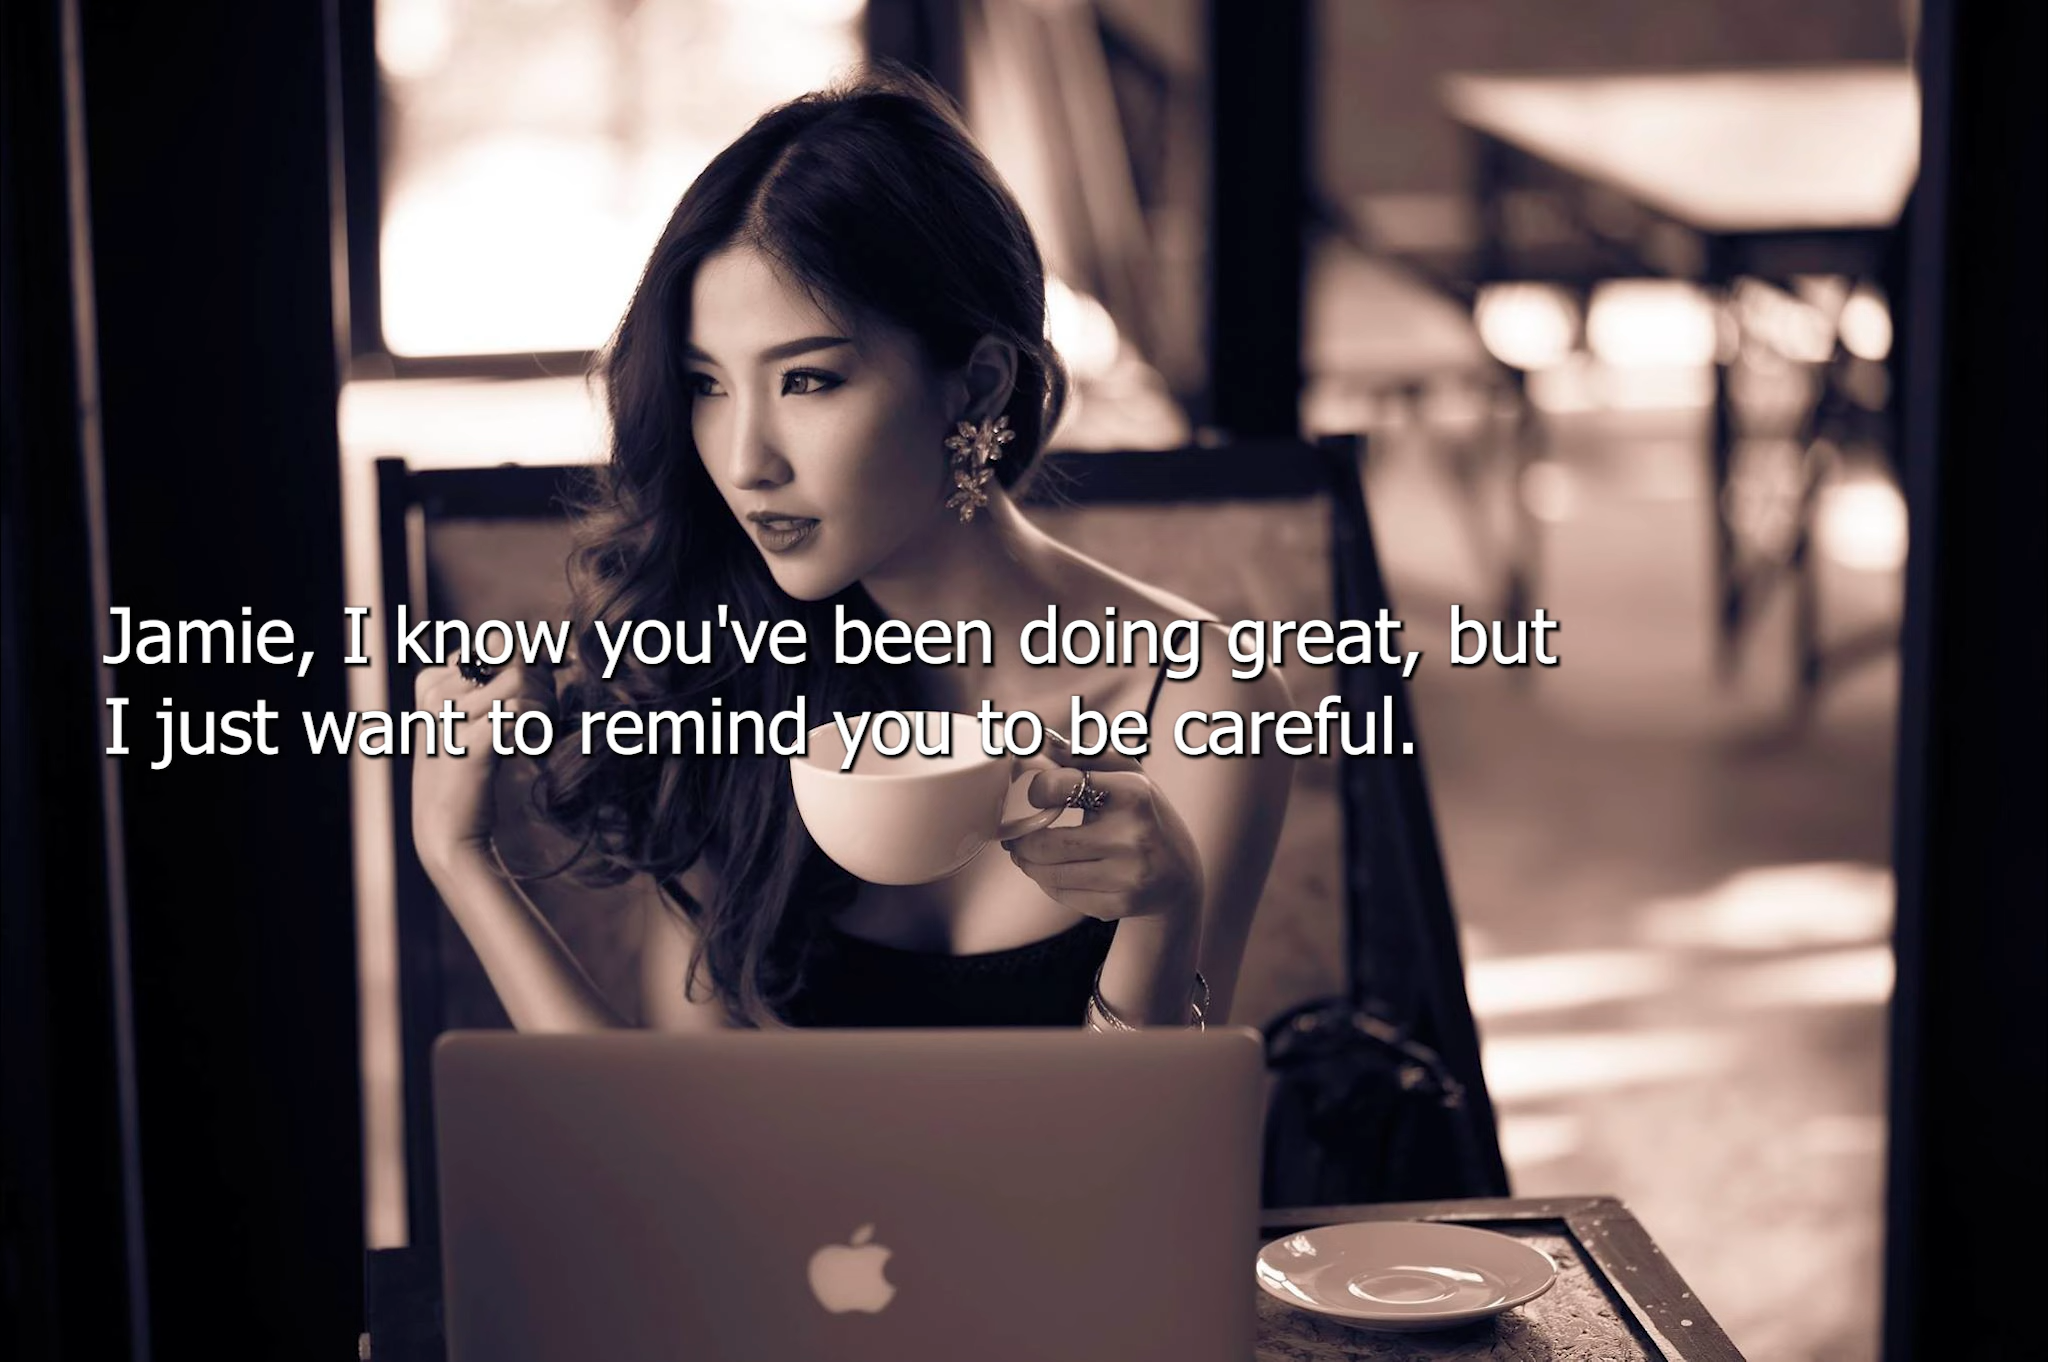 Jamie, I know you've been doing great, but
I just want to remind you to be careful.